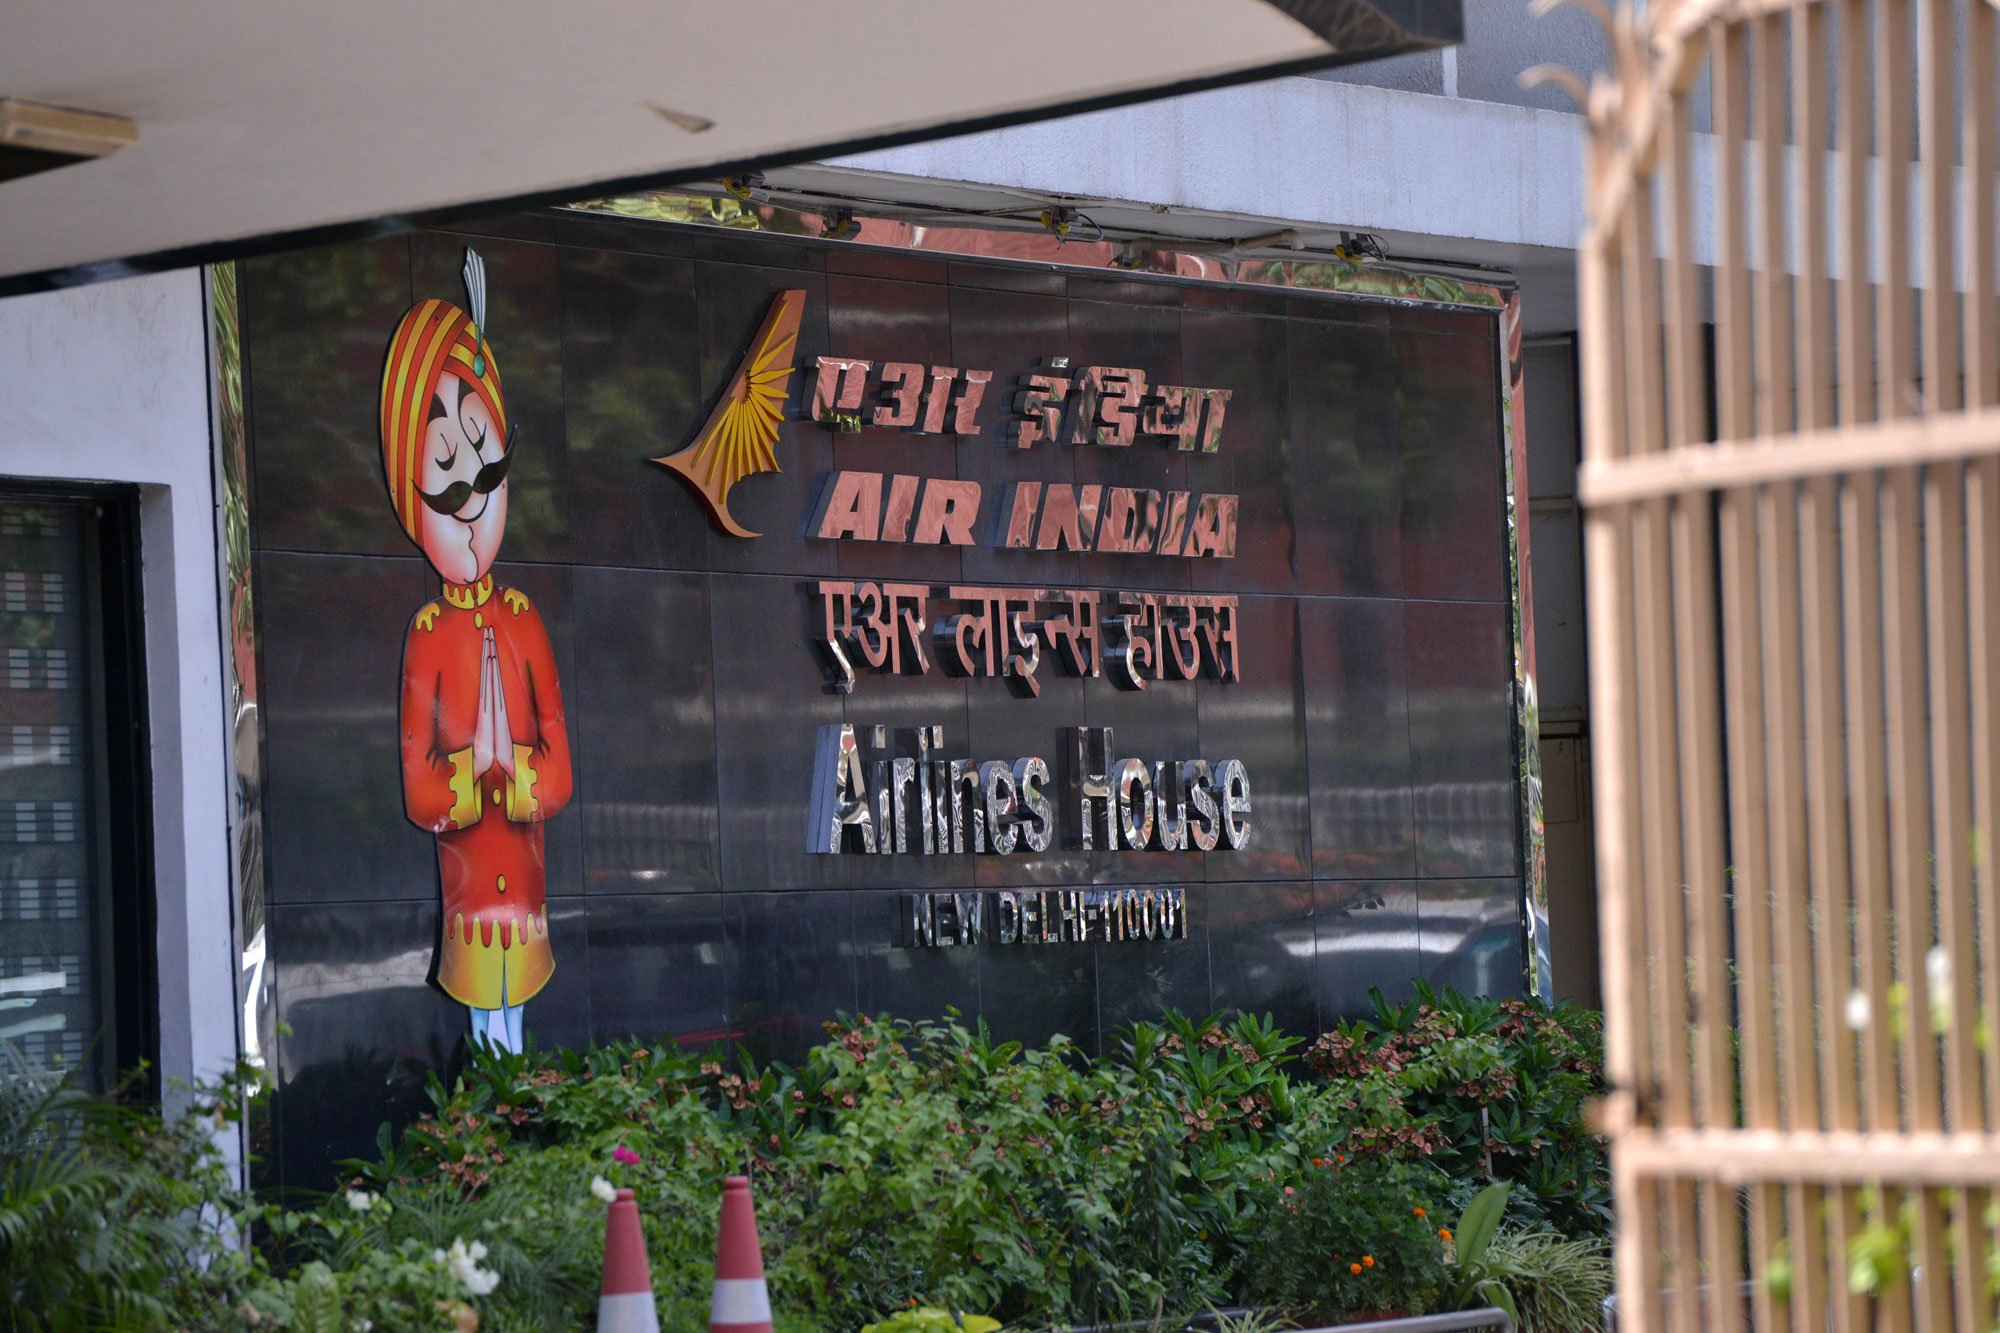 एअर इंडिया
AIR INDIA
एअर लाइन्स हाउस
Airlines House
NEW DELHI-110001